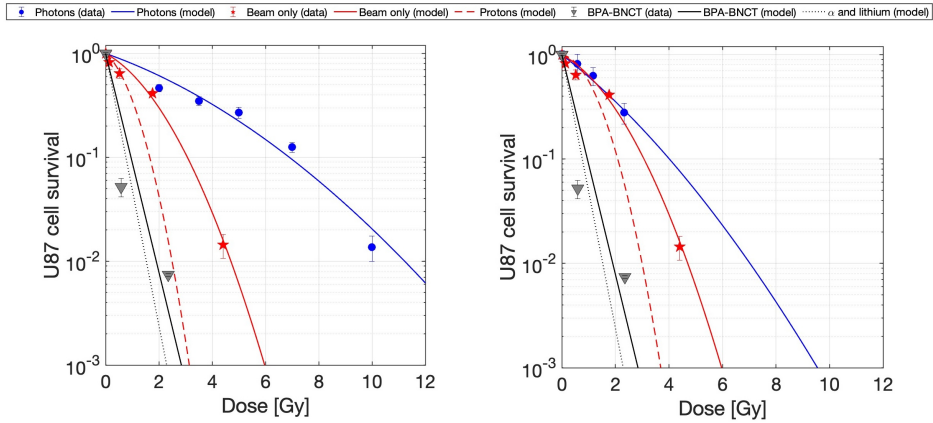 Photons (data) Photons (model) Beam only (data) Beam only (model) Protons (model) BPA-BNCT (data) BPA-BNCT (model) α and lithium (model)
U87 cell survival
10^0
10^-1
10^-2
10^-3
0 2 4 6 8 10 12
Dose [Gy]
U87 cell survival
10^0
10^-1
10^-2
10^-3
0 2 4 6 8 10 12
Dose [Gy]